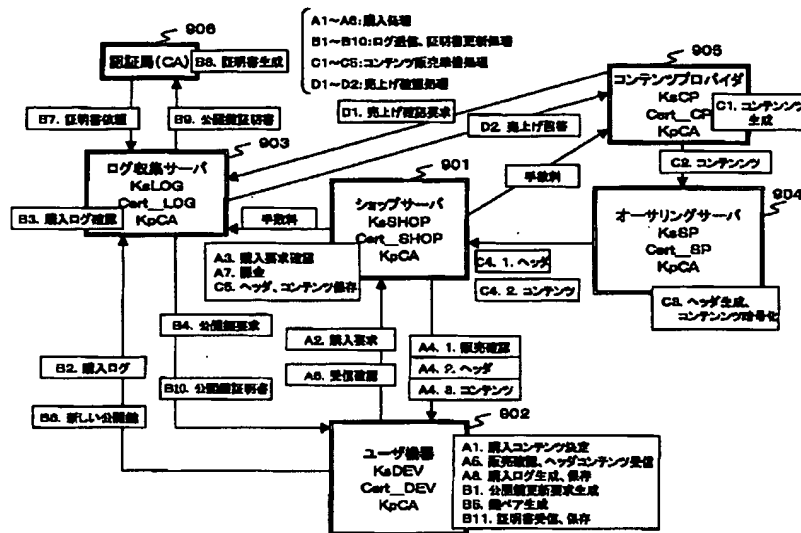 906
認証局(CA)
B8. 証明書生成
A1～A8:購入処理
B1～B10:ログ送信、証明書更新処理
C1～C5:コンテンツ販売準備処理
D1～D2:売上げ確認処理
905
コンテンツプロバイダ
KsCP
Cert_CP
KpCA
C1. コンテンンツ
生成
B7. 証明書依頼
B9. 公開鍵証明書
D1. 売上げ確認要求
D2. 売上げ報告
C2. コンテンンツ
903
ログ収集サーバ
KsLOG
Cert_LOG
KpCA
B3. 購入ログ確認
手数料
901
ショップサーバ
KsSHOP
Cert_SHOP
KpCA
手数料
904
オーサリングサーバ
KsSP
Cert_SP
KpCA
A3. 購入要求確認
A7. 課金
C5. ヘッダ、コンテンツ保存
C4. 1. ヘッダ
C4. 2. コンテンツ
C3. ヘッダ生成、
コンテンンツ暗号化
B4. 公開鍵要求
A2. 購入要求
A4. 1. 販売確認
A4. 2. ヘッダ
A4. 3. コンテンツ
B2. 購入ログ
A6. 受信確認
B10. 公開鍵証明書
B6. 新しい公開鍵
902
ユーザ機器
KsDEV
Cert_DEV
KpCA
A1. 購入コンテンツ決定
A5. 販売確認、ヘッダコンテンツ受信
A8. 購入ログ生成、保存
B1. 公開鍵更新要求生成
B5. 鍵ペア生成
B11. 証明書受信、保存